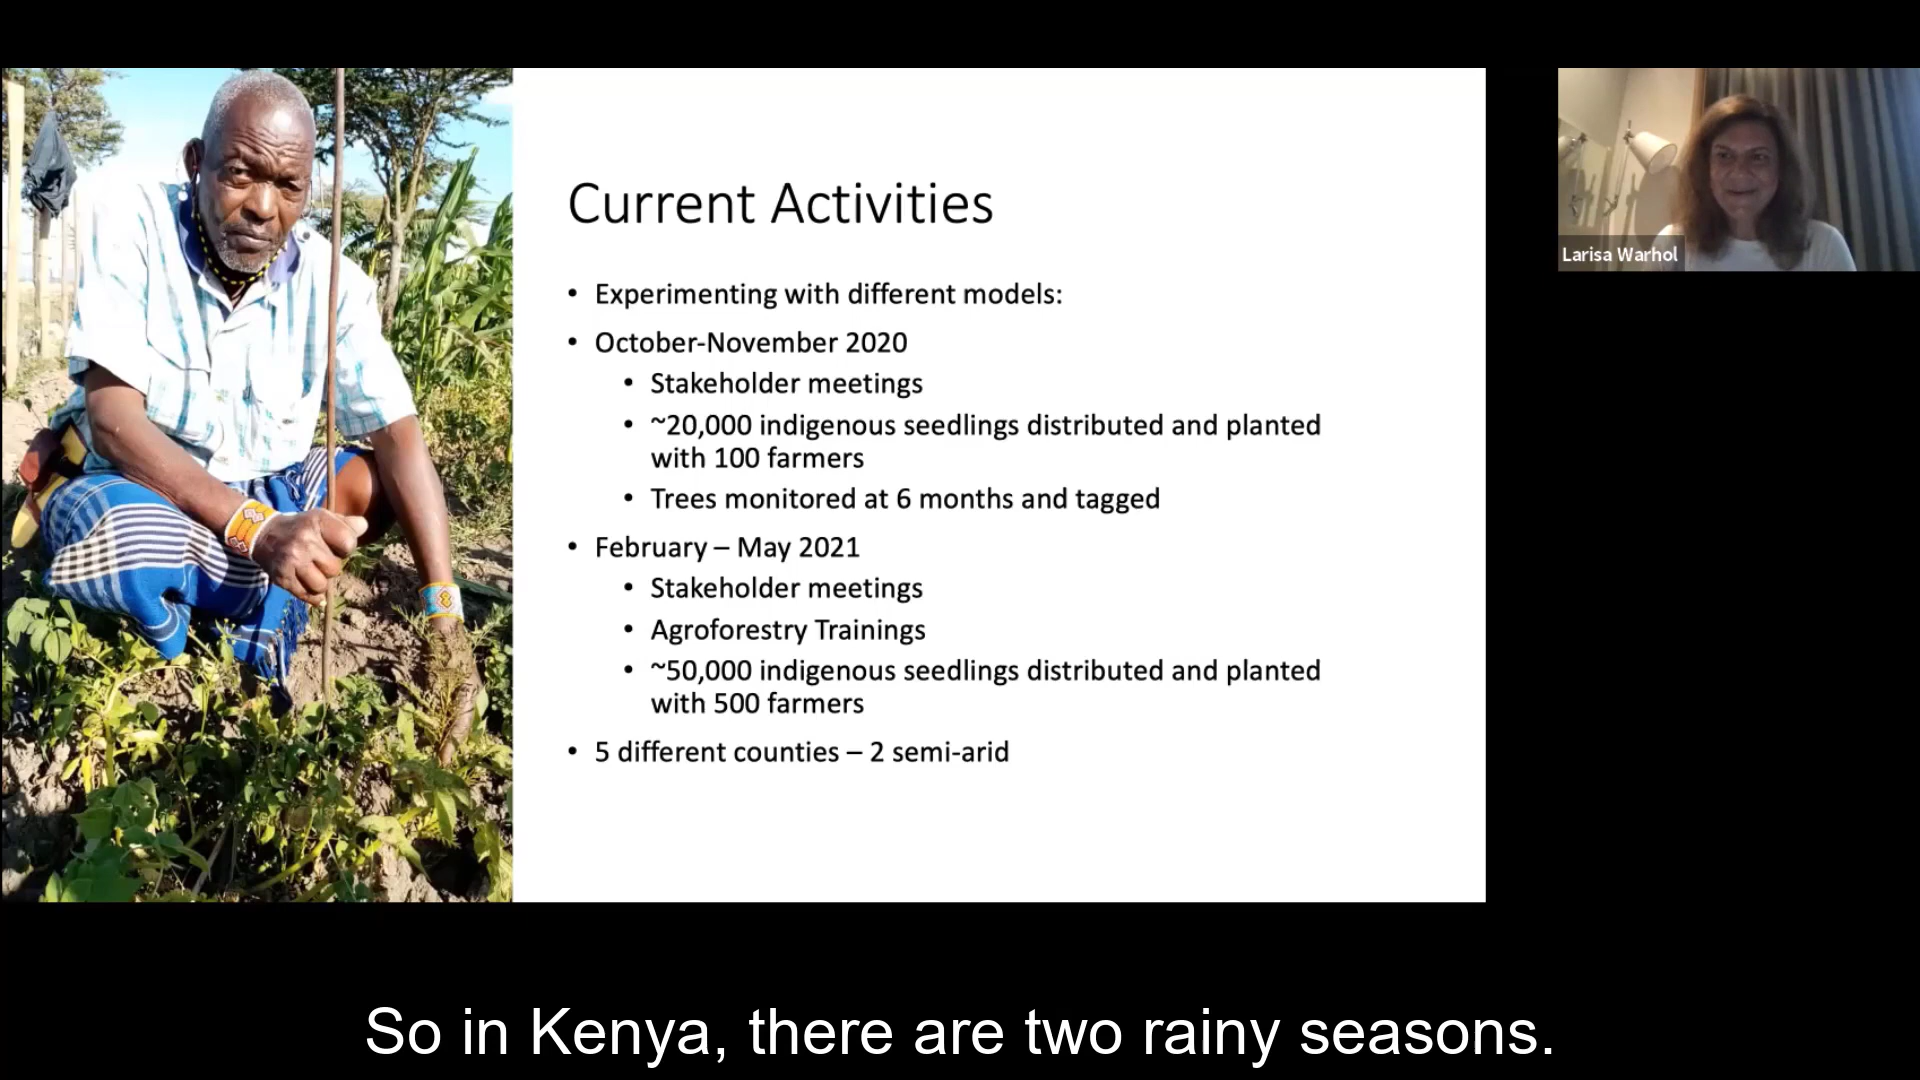 Current Activities
• Experimenting with different models:
• October-November 2020
• Stakeholder meetings
• ~20,000 indigenous seedlings distributed and planted
with 100 farmers
• Trees monitored at 6 months and tagged
• February – May 2021
• Stakeholder meetings
• Agroforestry Trainings
• ~50,000 indigenous seedlings distributed and planted
with 500 farmers
• 5 different counties – 2 semi-arid
Larisa Warhol
So in Kenya, there are two rainy seasons.